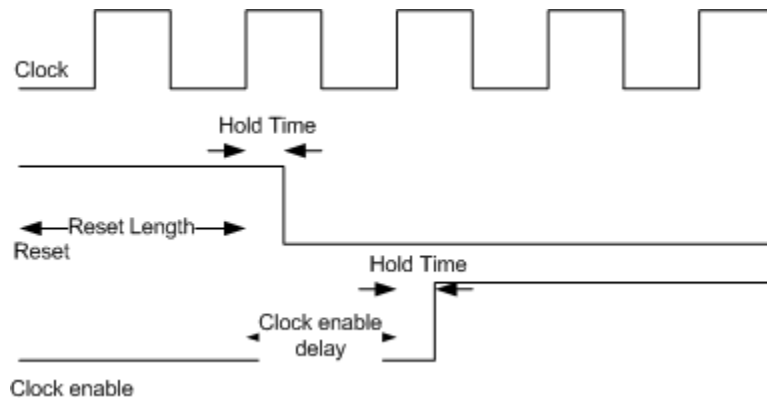 Clock
Hold Time
Reset Length
Reset
Hold Time
Clock enable
delay
Clock enable